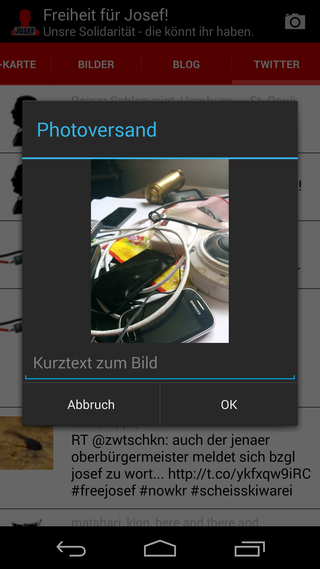 Freiheit für Josef!
JOSEF
Unsre Solidarität - die könnt ihr haben.
-KARTE
BILDER
BLOG
TWITTER
Photoversand
Kurztext zum Bild
Abbruch
OK
RT @zwtschkn: auch der jenaer
oberbürgermeister meldet sich bzgl
josef zu wort... http://t.co/ykfxqw9iRC
#freejosef #nowkr #scheisskiwarei
matahari, klon, here and there and